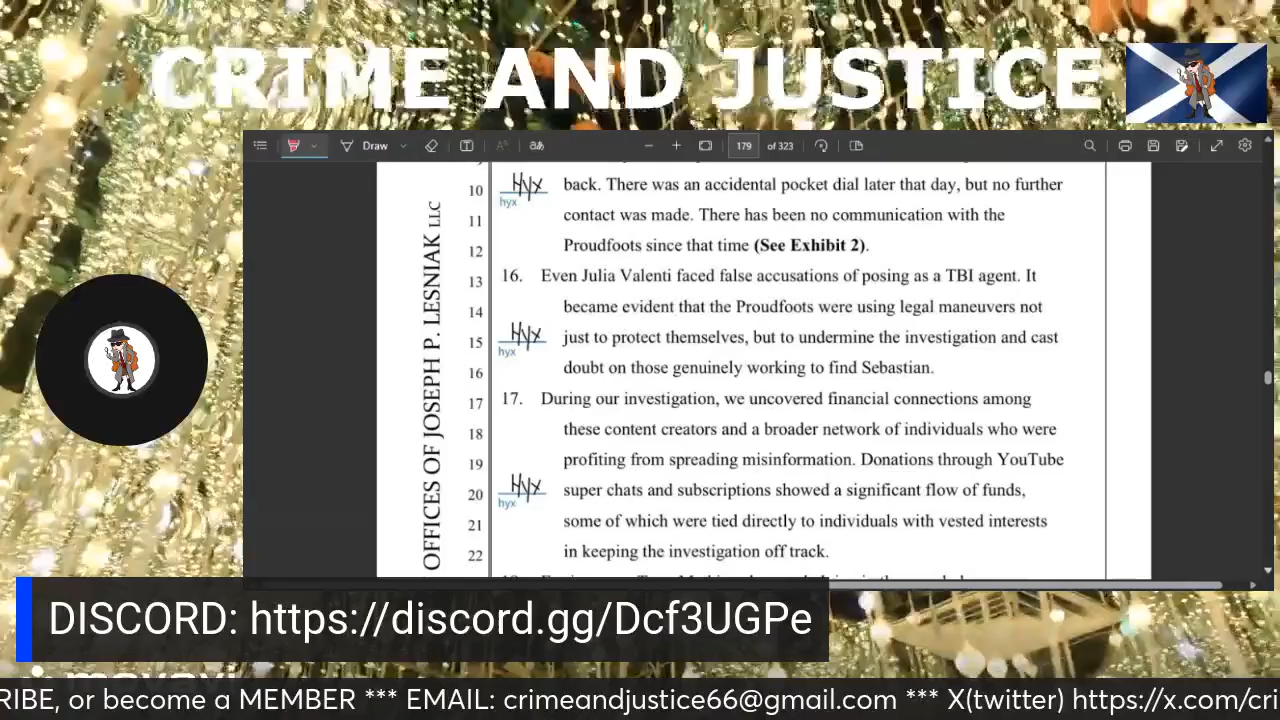 CRIME AND JUSTICE
Draw
179 of 323
10 back. There was an accidental pocket dial later that day, but no further
hyx
11 contact was made. There has been no communication with the
12 Proudfoots since that time (See Exhibit 2).
13 16. Even Julia Valenti faced false accusations of posing as a TBI agent. It
14 became evident that the Proudfoots were using legal maneuvers not
15 just to protect themselves, but to undermine the investigation and cast
hyx
16 doubt on those genuinely working to find Sebastian.
17 17. During our investigation, we uncovered financial connections among
18 these content creators and a broader network of individuals who were
19 profiting from spreading misinformation. Donations through YouTube
20 super chats and subscriptions showed a significant flow of funds,
hyx
21 some of which were tied directly to individuals with vested interests
22 in keeping the investigation off track.
OFFICES OF JOSEPH P. LESNIAK LLC
DISCORD: https://discord.gg/Dcf3UGPe
RIBE, or become a MEMBER *** EMAIL: crimeandjustice66@gmail.com *** X(twitter) https://x.com/cri